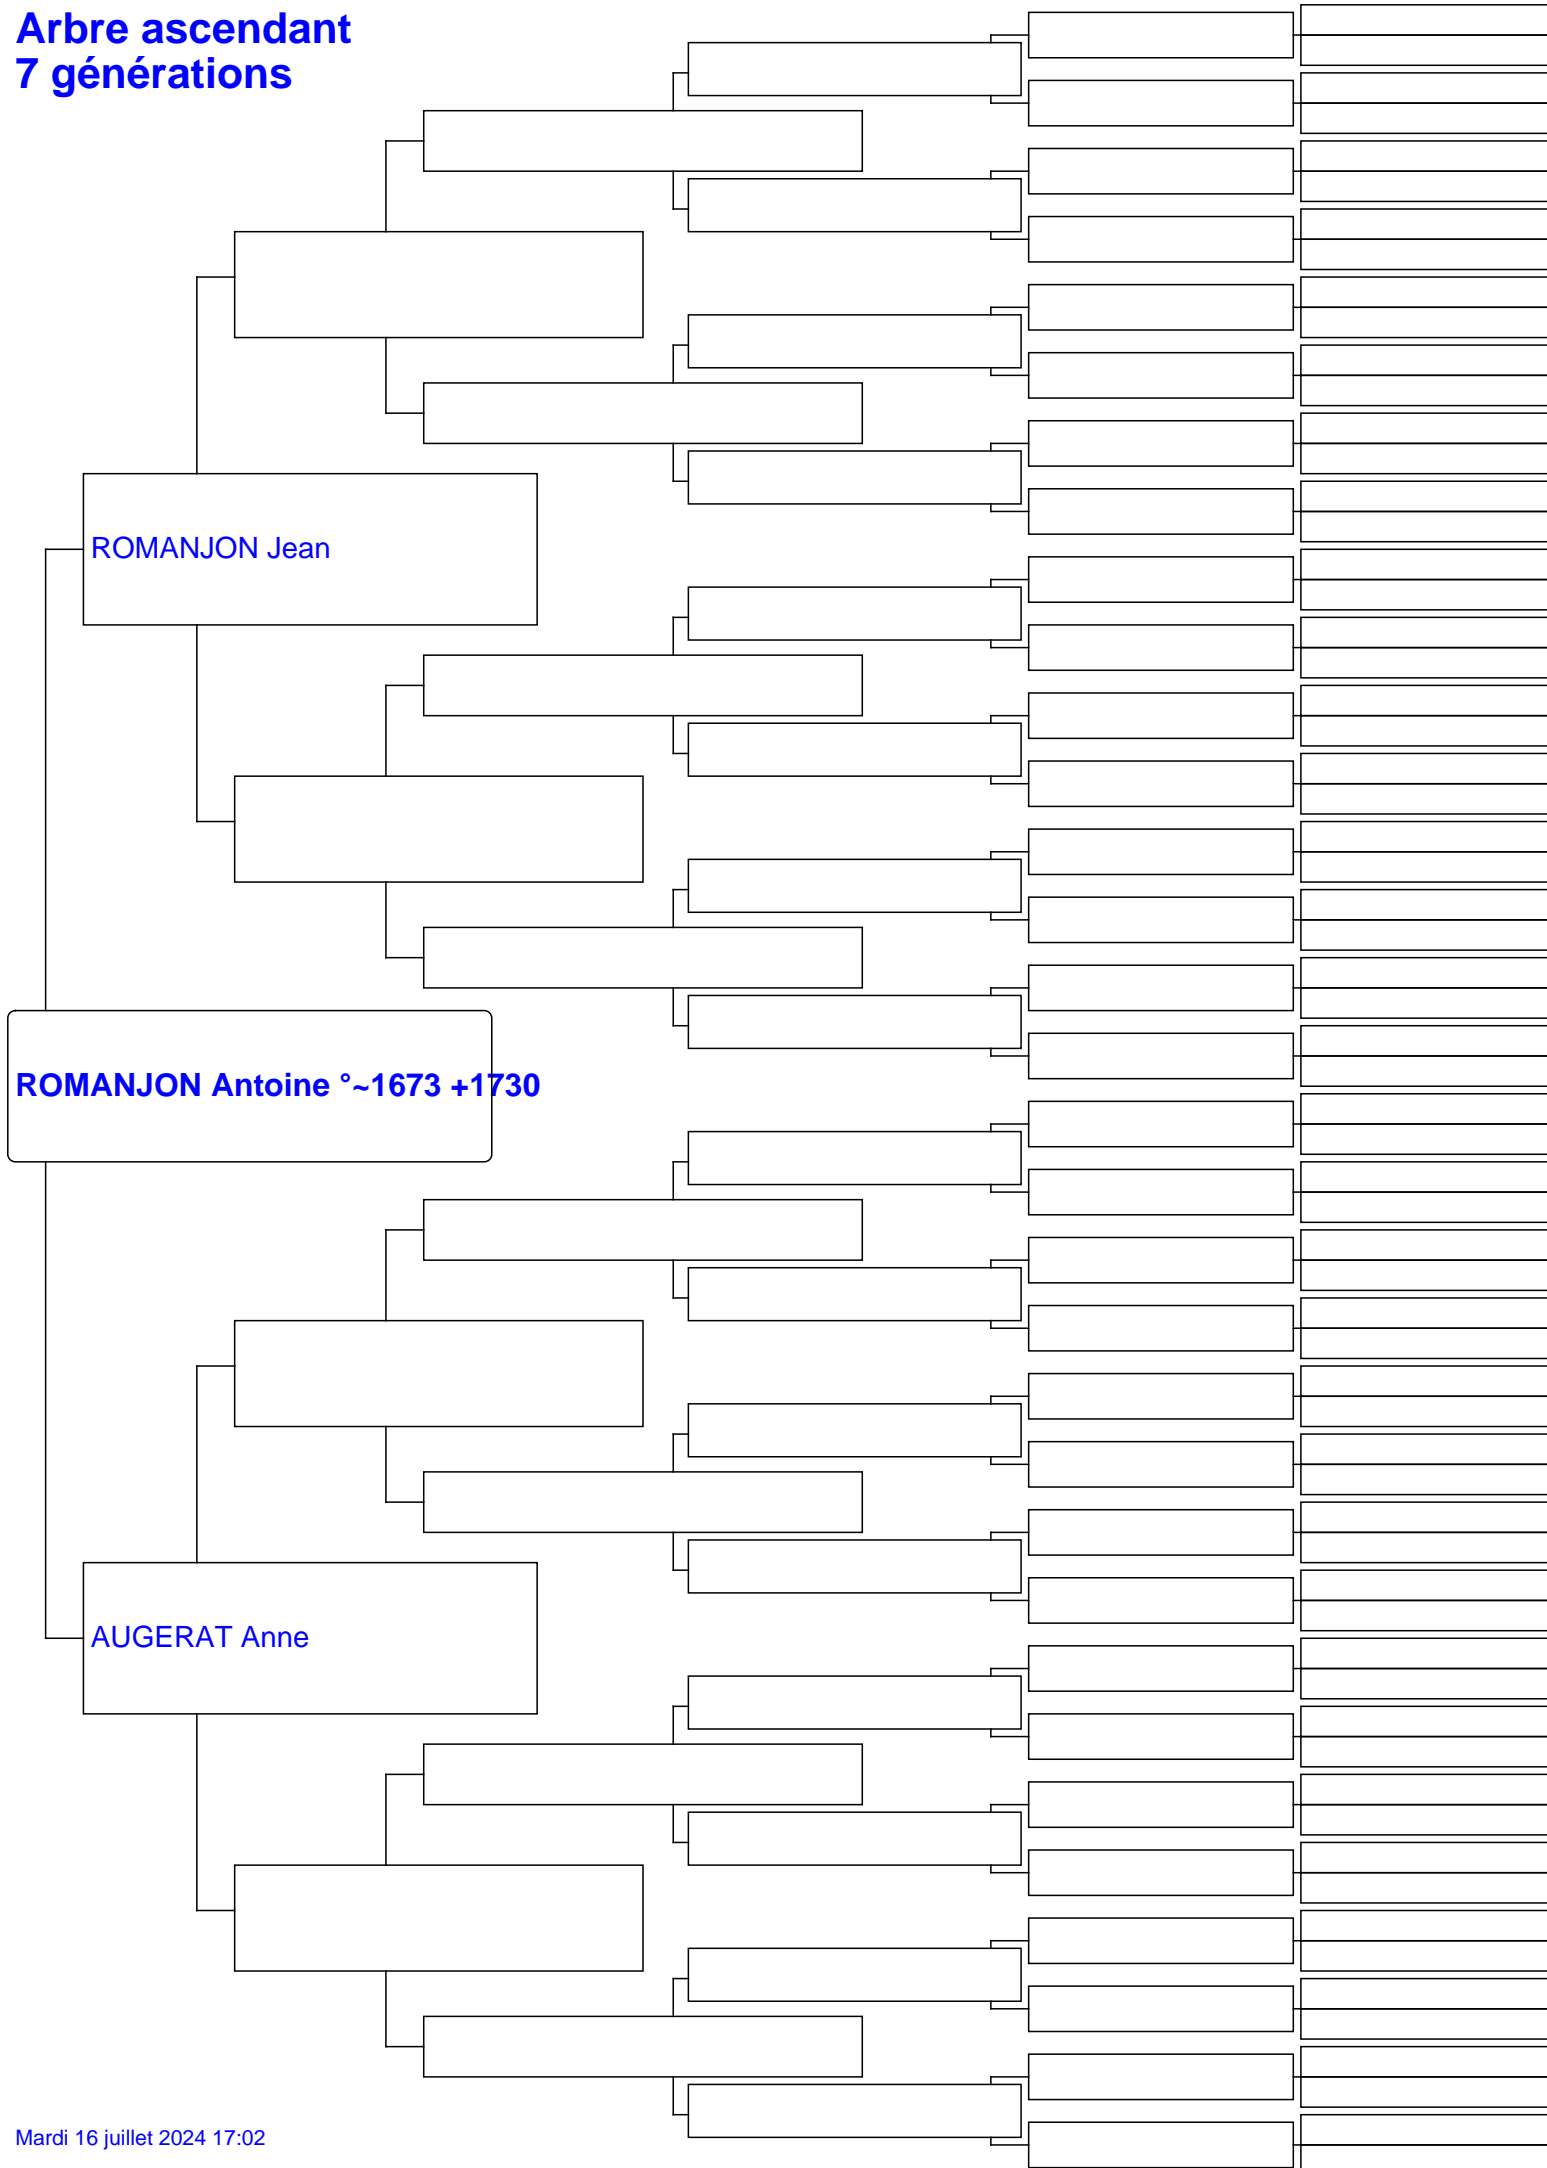 Arbre ascendant
7 générations
ROMANJON Jean
ROMANJON Antoine °~1673 +1730
AUGERAT Anne
Mardi 16 juillet 2024 17:02